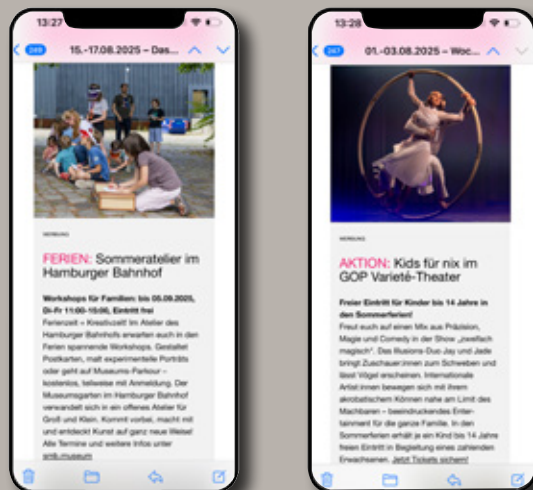 13:27
249
15.-17.08.2025 – Das...
WERBUNG
FERIEN: Sommeratelier im
Hamburger Bahnhof
Workshops für Familien: bis 05.09.2025,
Di-Fr 11:00-15:00, Eintritt frei
Ferienzeit = Kreativzeit! Im Atelier des
Hamburger Bahnhofs erwarten euch in den
Ferien spannende Workshops. Gestaltet
Postkarten, malt experimentelle Porträts
oder geht auf Museums-Parkour –
kostenlos, teilweise mit Anmeldung. Der
Museumsgarten im Hamburger Bahnhof
verwandelt sich in ein offenes Atelier für
Groß und Klein. Kommt vorbei, macht mit
und entdeckt Kunst auf ganz neue Weise!
Alle Termine und weitere Infos unter
smb.museum
13:28
247
01.-03.08.2025 – Woc...
WERBUNG
AKTION: Kids für nix im
GOP Varieté-Theater
Freier Eintritt für Kinder bis 14 Jahre in
den Sommerferien!
Freut euch auf einen Mix aus Präzision,
Magie und Comedy in der Show „zweifach
magisch“. Das Illusions-Duo Jay und Jade
bringt Zuschauer:innen zum Schweben und
lässt Vögel erscheinen. Internationale
Artist:innen bewegen sich mit ihrem
akrobatischem Können nahe am Limit des
Machbaren – beeindruckendes Enter-
tainment für die ganze Familie. In den
Sommerferien erhält je ein Kind bis 14 Jahre
freien Eintritt in Begleitung eines zahlenden
Erwachsenen. Jetzt Tickets sichern!